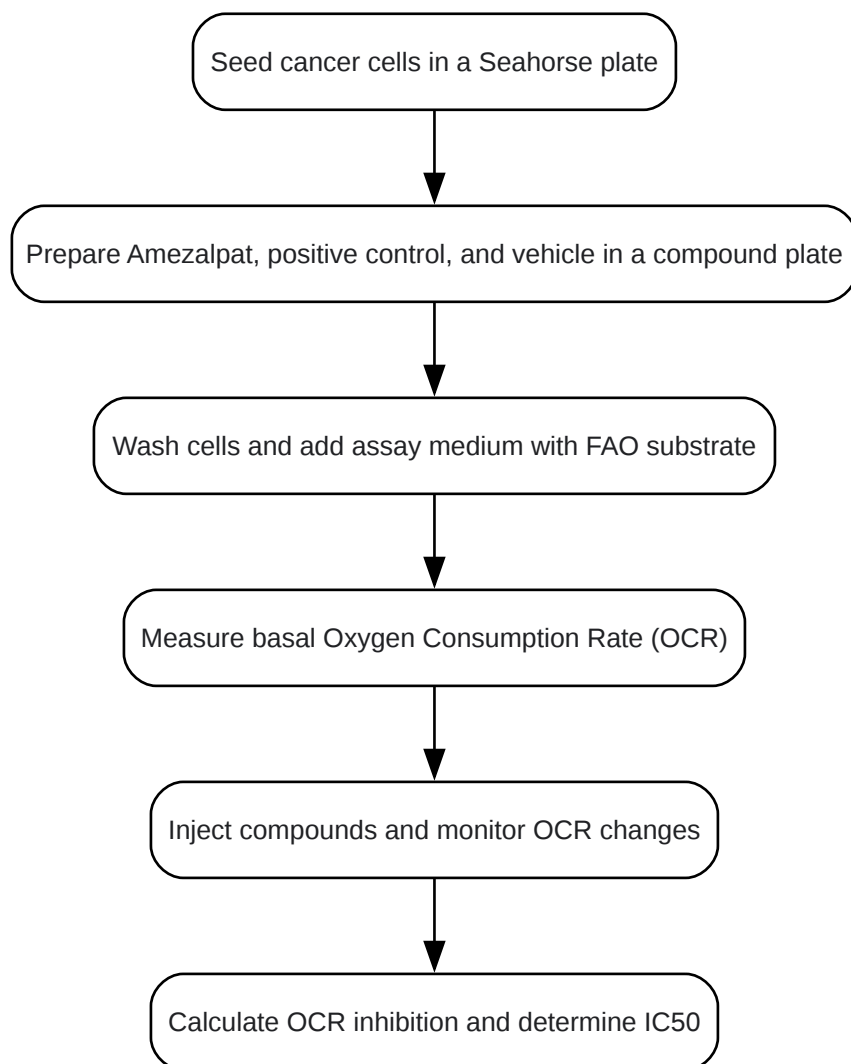 Seed cancer cells in a Seahorse plate
Prepare Amezalpat, positive control, and vehicle in a compound plate
Wash cells and add assay medium with FAO substrate
Measure basal Oxygen Consumption Rate (OCR)
Inject compounds and monitor OCR changes
Calculate OCR inhibition and determine IC50